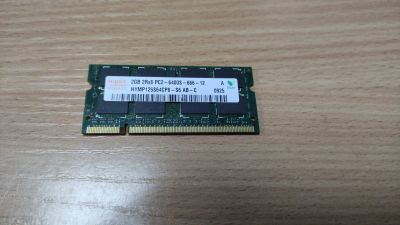 hynix
2GB 2Rx8 PC2-6400S-666-12 A
HYMP125S64CP8-S6 AB-C 0925